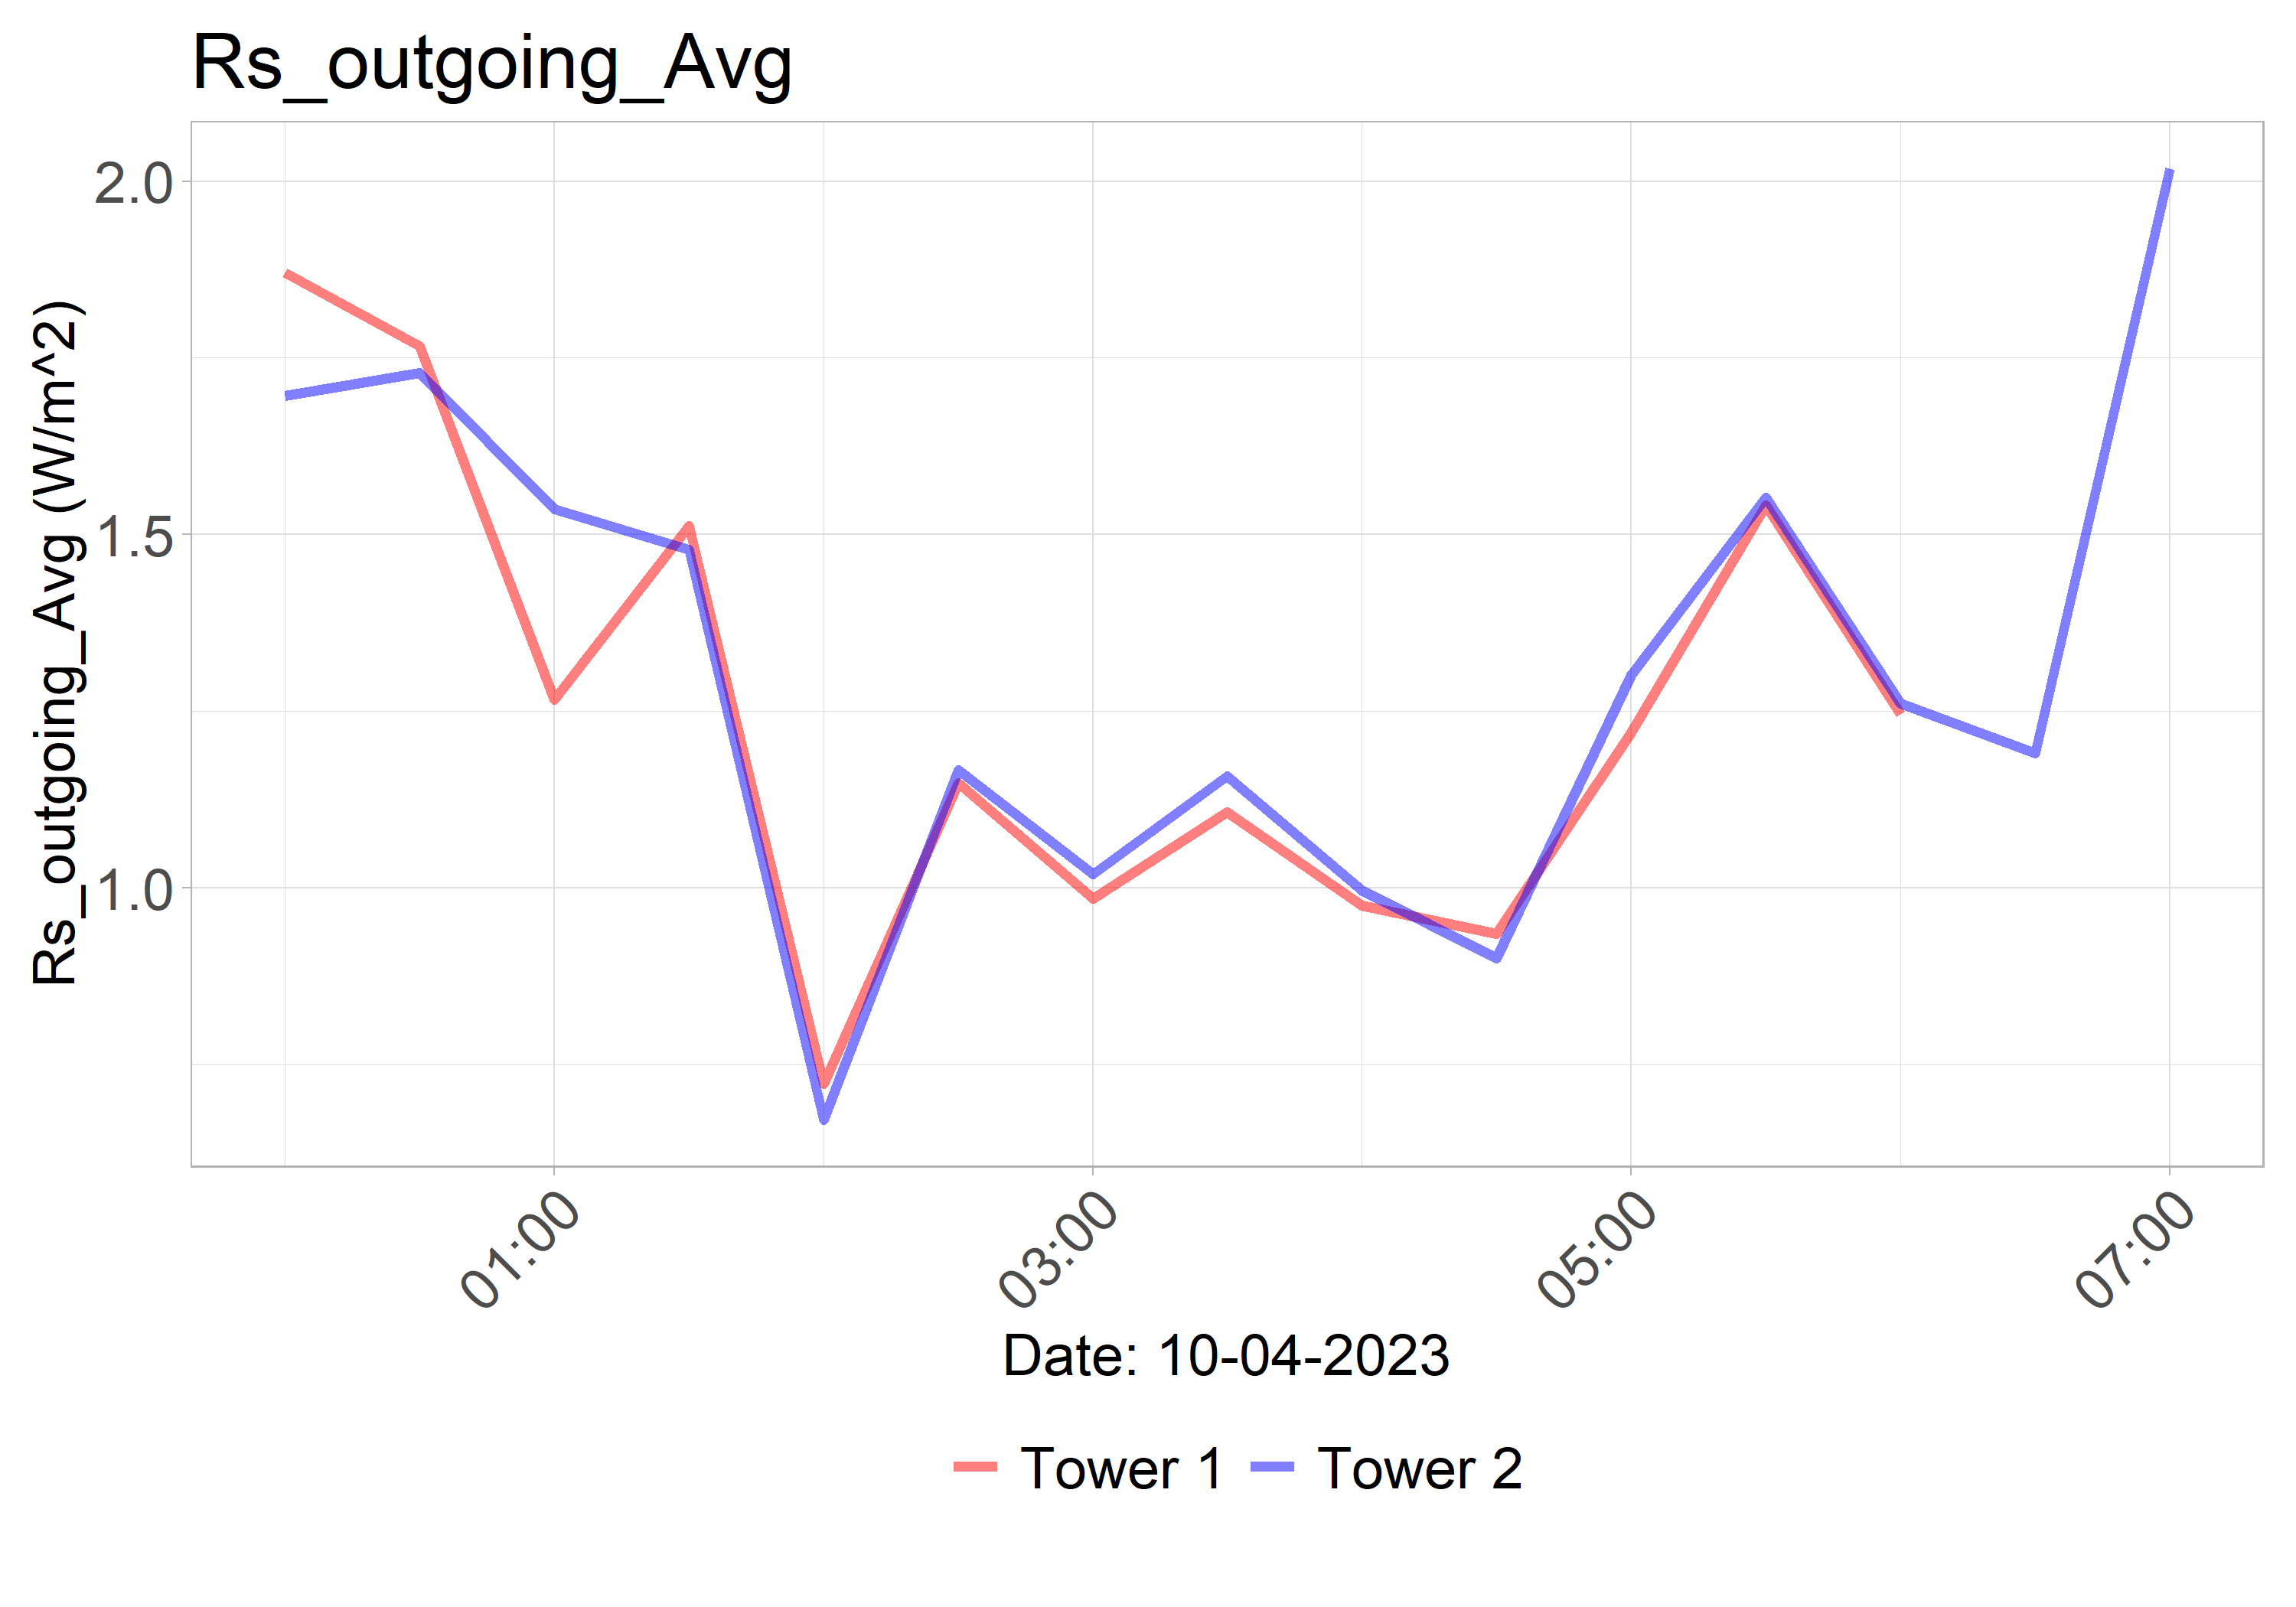 Rs_outgoing_Avg
Rs_outgoing_Avg (W/m^2)
2.0
1.5
1.0
01:00
03:00
05:00
07:00
Date: 10-04-2023
Tower 1
Tower 2